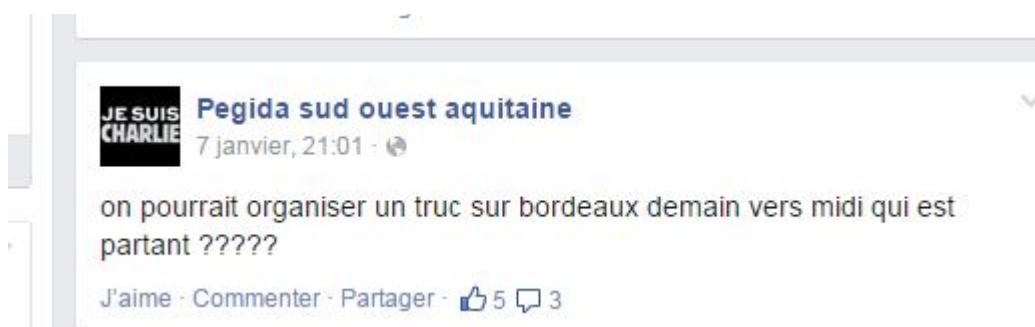 JE SUIS
CHARLIE
Pegida sud ouest aquitaine
7 janvier, 21:01 ·
on pourrait organiser un truc sur bordeaux demain vers midi qui est
partant ?????
J'aime · Commenter · Partager · 5 3